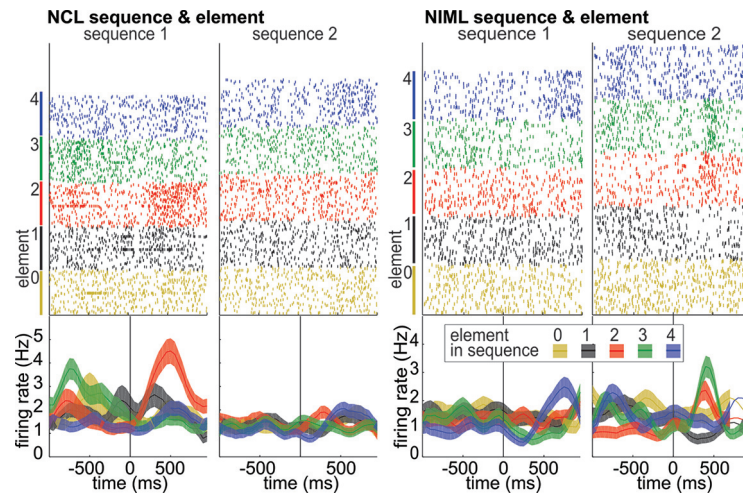 NCL sequence & element
sequence 1 sequence 2
NIML sequence & element
sequence 1 sequence 2
4
3
2
1
0
element
4
3
2
1
0
element
5
4
3
2
1
0
firing rate (Hz)
-500 0 500
time (ms)
-500 0 500
time (ms)
element 0 1 2 3 4
in sequence
3
2
1
0
firing rate (Hz)
-500 0 500
time (ms)
-500 0 500
time (ms)